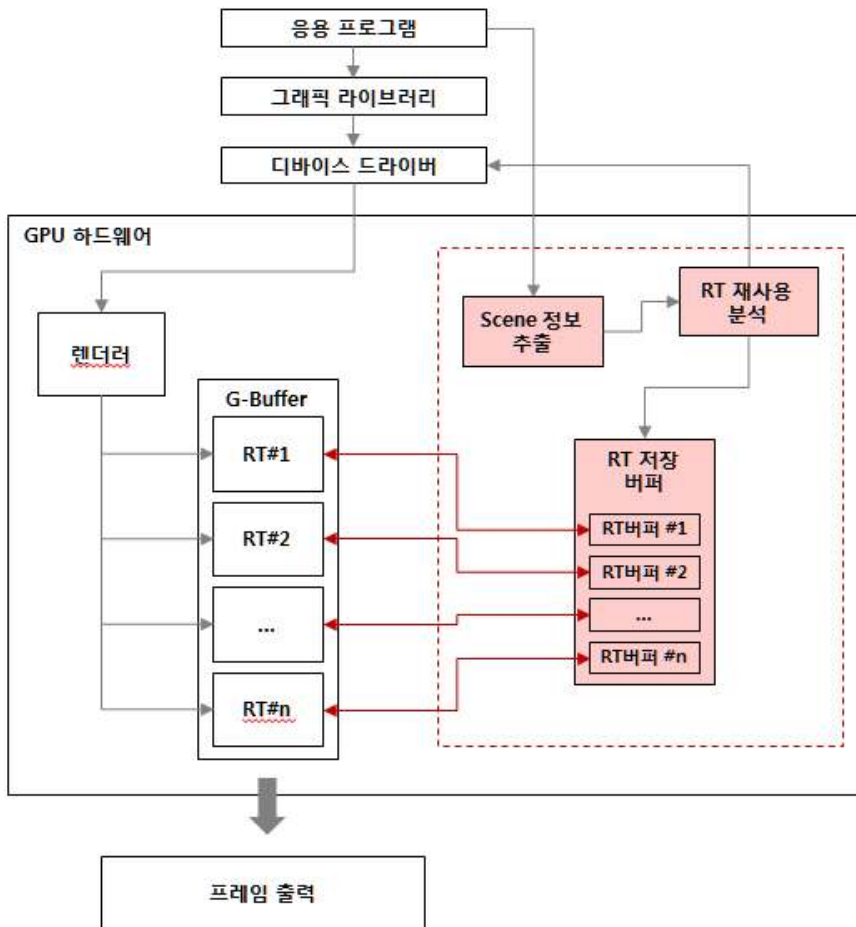 응용 프로그램
그래픽 라이브러리
디바이스 드라이버
GPU 하드웨어
렌더러
G-Buffer
RT#1
RT#2
...
RT#n
Scene 정보
추출
RT 재사용
분석
RT 저장
버퍼
RT버퍼 #1
RT버퍼 #2
...
RT버퍼 #n
프레임 출력